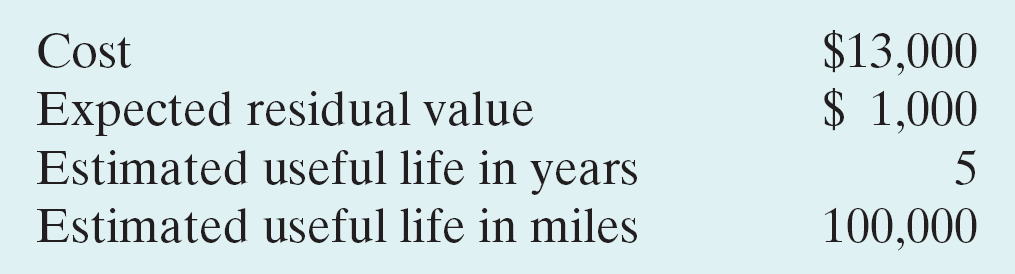 Cost $13,000
Expected residual value $ 1,000
Estimated useful life in years 5
Estimated useful life in miles 100,000